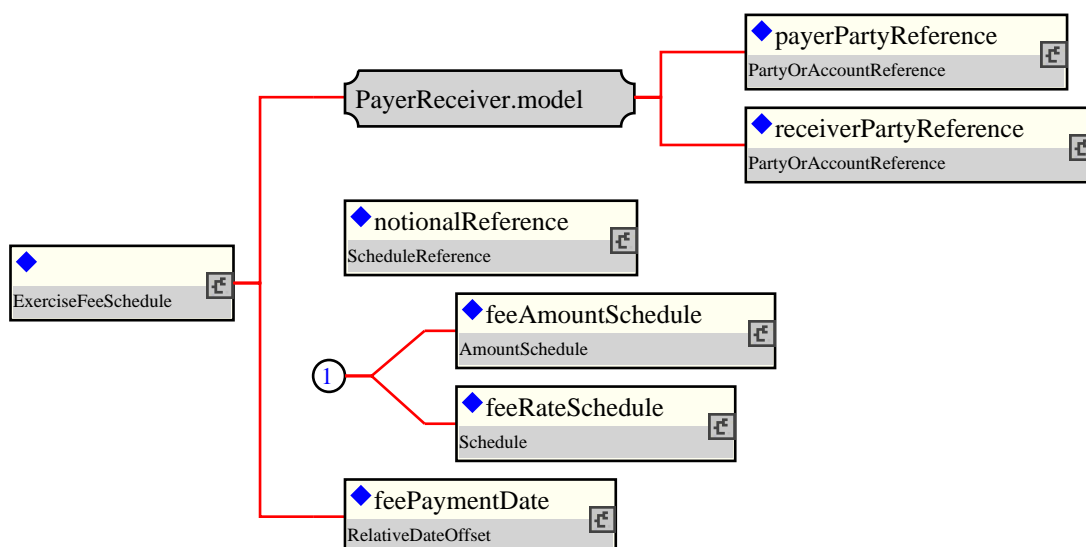 payerPartyReference
PartyOrAccountReference
PayerReceiver.model
receiverPartyReference
PartyOrAccountReference
notionalReference
ScheduleReference
ExerciseFeeSchedule
feeAmountSchedule
AmountSchedule
1
feeRateSchedule
Schedule
feePaymentDate
RelativeDateOffset